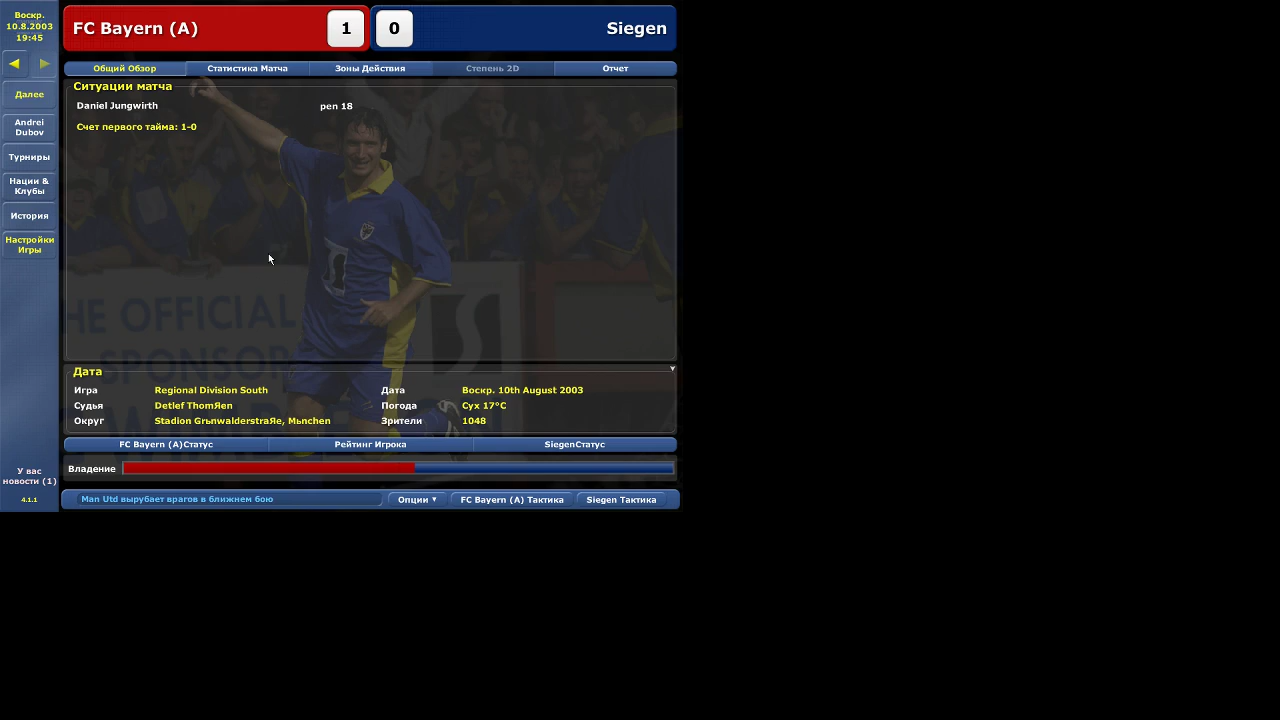 Воскр.
10.8.2003
19:45
Далее
Andrei
Dubov
Турниры
Нации &
Клубы
История
Настройки
Игры
У вас
новости (1)
4.1.1
FC Bayern (A) 1 0 Siegen
Общий Обзор Статистика Матча Зоны Действия Степень 2D Отчет
Ситуации матча
Daniel Jungwirth pen 18
Счет первого тайма: 1-0
THE OFFICIAL
SPONSOR
Дата
Игра Regional Division South Дата Воскр. 10th August 2003
Судья Detlef ThomЯen Погода Сух 17°C
Округ Stadion GrьnwalderstraЯe, Mьnchen Зрители 1048
FC Bayern (A)Статус Рейтинг Игрока SiegenСтатус
Владение
Man Utd вырубает врагов в ближнем бою Опции FC Bayern (A) Тактика Siegen Тактика